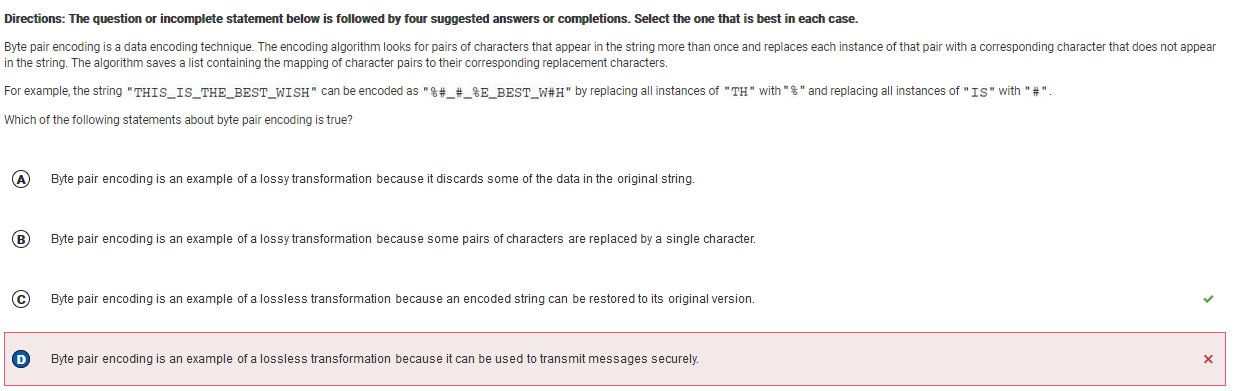 Directions: The question or incomplete statement below is followed by four suggested answers or completions. Select the one that is best in each case.
Byte pair encoding is a data encoding technique. The encoding algorithm looks for pairs of characters that appear in the string more than once and replaces each instance of that pair with a corresponding character that does not appear
in the string. The algorithm saves a list containing the mapping of character pairs to their corresponding replacement characters.
For example, the string "THIS_IS_THE_BEST_WISH" can be encoded as "%#_#_%E_BEST_W#H" by replacing all instances of "TH" with "%" and replacing all instances of "IS" with "#".
Which of the following statements about byte pair encoding is true?
A Byte pair encoding is an example of a lossy transformation because it discards some of the data in the original string.
B Byte pair encoding is an example of a lossy transformation because some pairs of characters are replaced by a single character.
C Byte pair encoding is an example of a lossless transformation because an encoded string can be restored to its original version.
D Byte pair encoding is an example of a lossless transformation because it can be used to transmit messages securely.